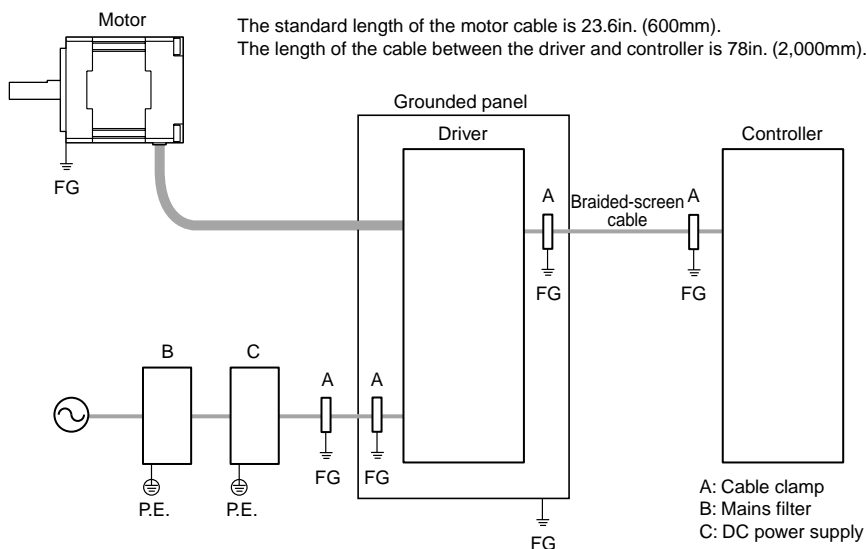 Motor
The standard length of the motor cable is 23.6in. (600mm).
The length of the cable between the driver and controller is 78in. (2,000mm).
Grounded panel
Driver
Controller
FG
A
Braided-screen
cable
A
FG
FG
B
C
A
A
FG
FG
P.E.
P.E.
FG
A: Cable clamp
B: Mains filter
C: DC power supply